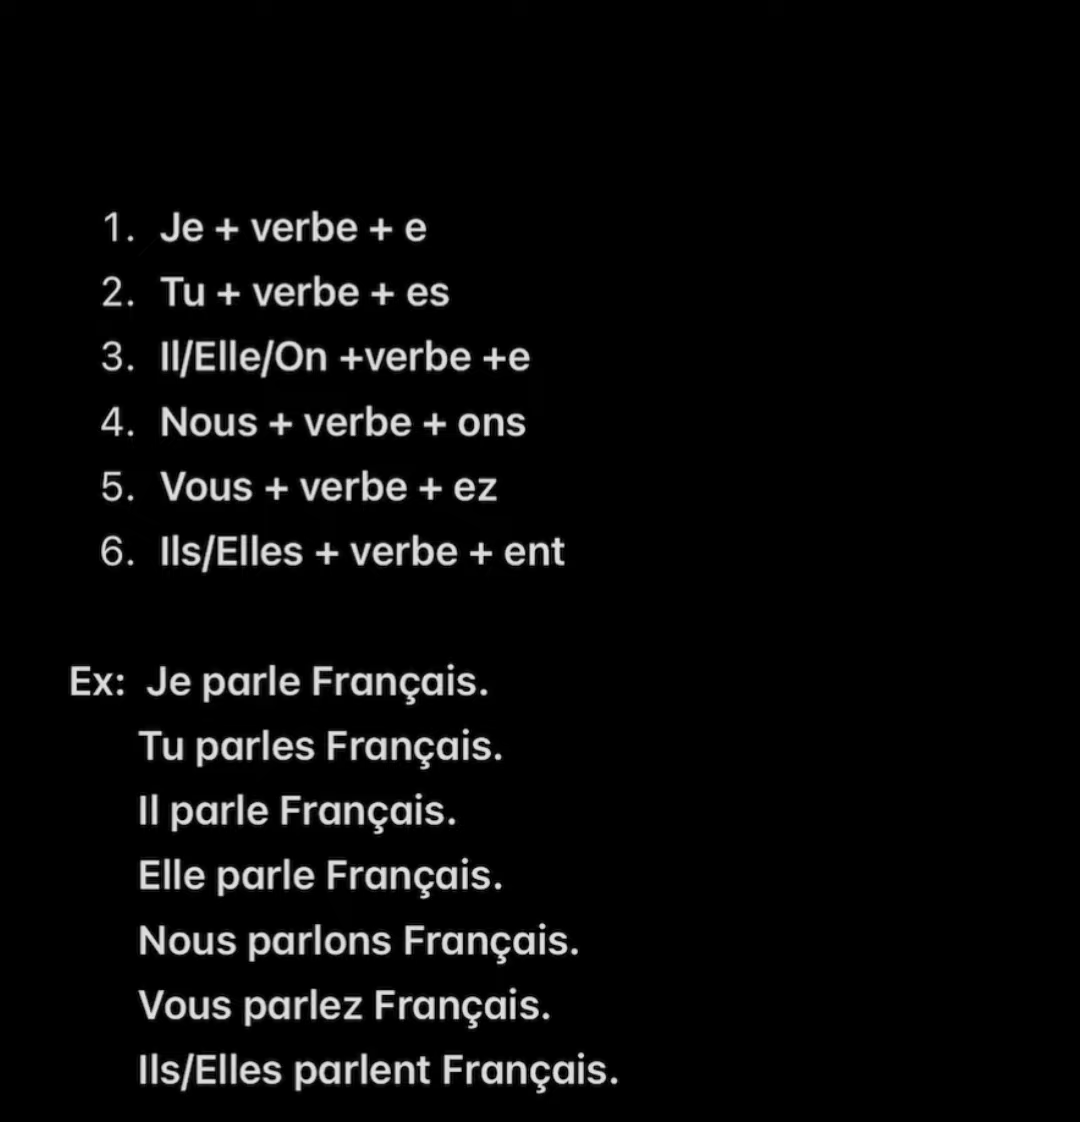 1. Je + verbe + e
2. Tu + verbe + es
3. Il/Elle/On +verbe +e
4. Nous + verbe + ons
5. Vous + verbe + ez
6. Ils/Elles + verbe + ent
Ex: Je parle Français.
Tu parles Français.
Il parle Français.
Elle parle Français.
Nous parlons Français.
Vous parlez Français.
Ils/Elles parlent Français.